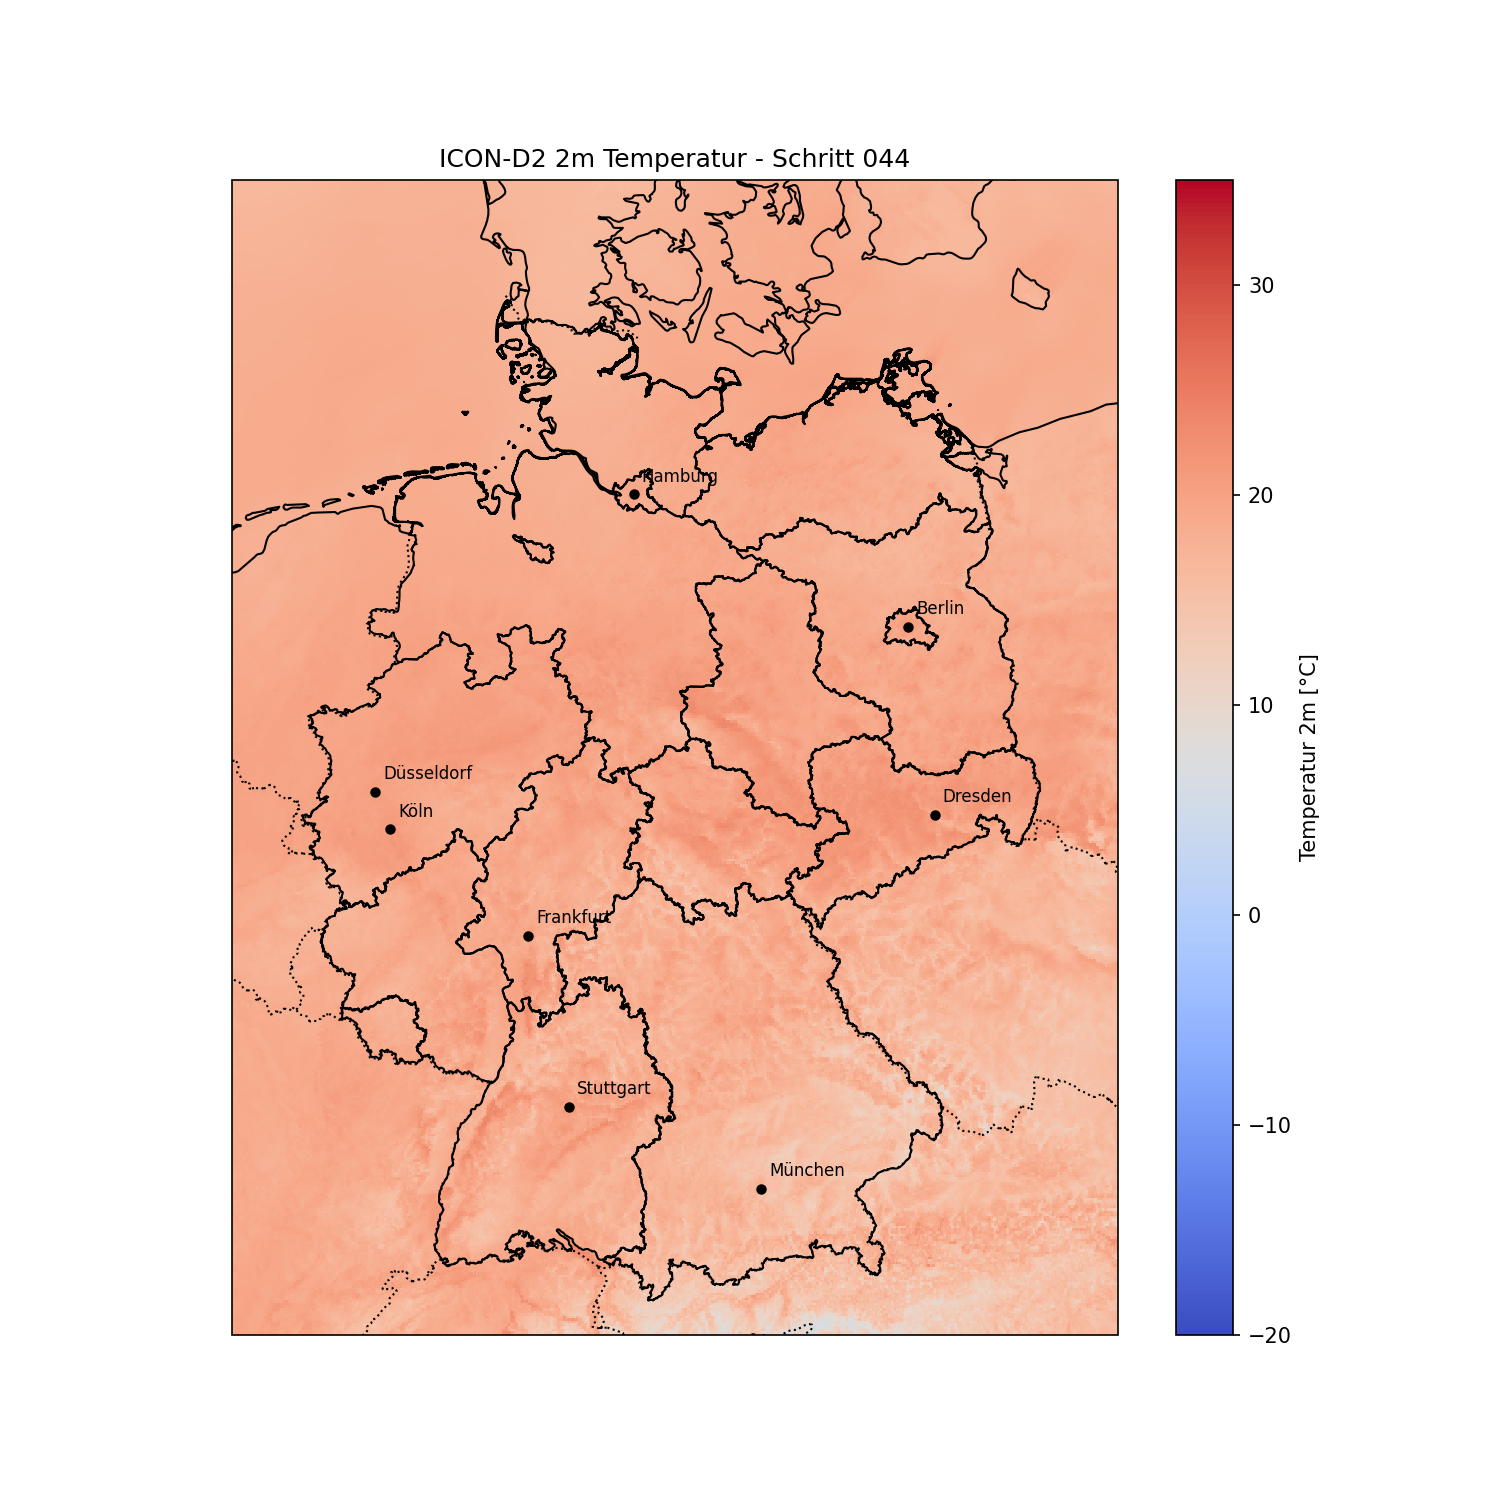 ICON-D2 2m Temperatur - Schritt 044
Hamburg
Berlin
Düsseldorf
Köln
Dresden
Frankfurt
Stuttgart
München
30
20
10
0
−10
−20
Temperatur 2m [°C]